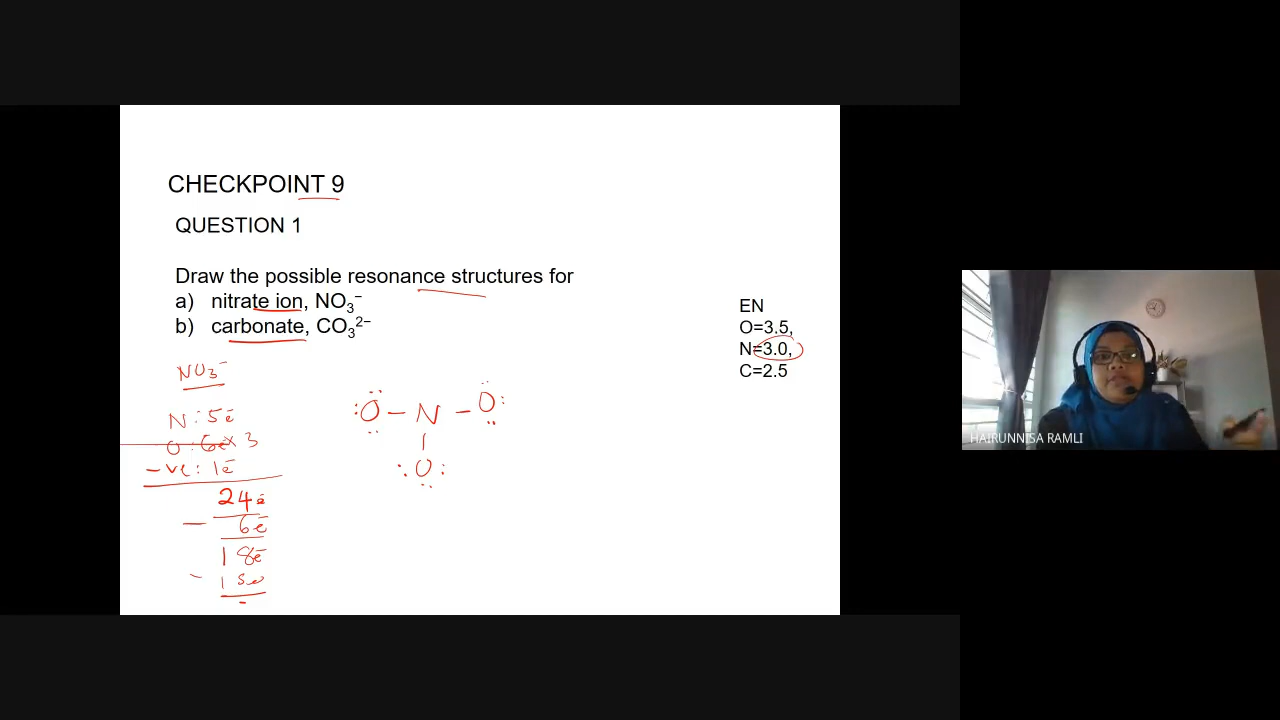 CHECKPOINT 9
QUESTION 1
Draw the possible resonance structures for
a) nitrate ion, NO₃⁻
b) carbonate, CO₃²⁻
EN
O=3.5,
N=3.0,
C=2.5
NO₃⁻
N: 5e
O: 6e x 3
-ve: 1e
24e
- 6e
18e
- 18e
O - N - O
O
HAIRUNNISA RAMLI